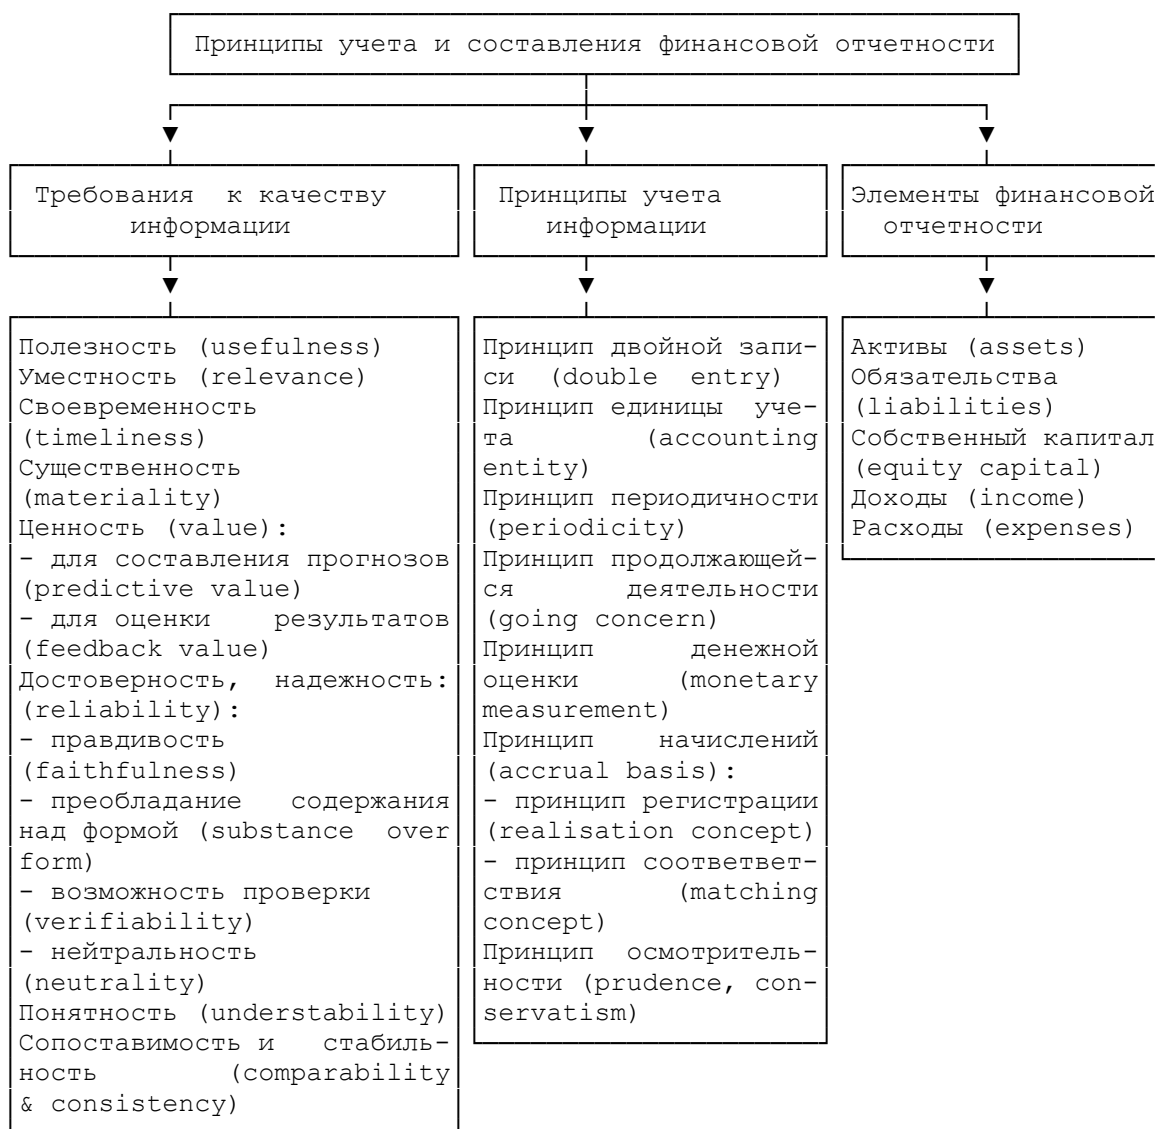 Принципы учета и составления финансовой отчетности
Требования к качеству
информации
Принципы учета
информации
Элементы финансовой
отчетности
Полезность (usefulness)
Уместность (relevance)
Своевременность
(timeliness)
Существенность
(materiality)
Ценность (value):
- для составления прогнозов
(predictive value)
- для оценки результатов
(feedback value)
Достоверность, надежность:
(reliability):
- правдивость
(faithfulness)
- преобладание содержания
над формой (substance over
form)
- возможность проверки
(verifiability)
- нейтральность
(neutrality)
Понятность (understability)
Сопоставимость и стабиль-
ность (comparability
& consistency)
Принцип двойной запи-
си (double entry)
Принцип единицы уче-
та (accounting
entity)
Принцип периодичности
(periodicity)
Принцип продолжающей-
ся деятельности
(going concern)
Принцип денежной
оценки (monetary
measurement)
Принцип начислений
(accrual basis):
- принцип регистрации
(realisation concept)
- принцип соответвет-
ствия (matching
concept)
Принцип осмотритель-
ности (prudence, con-
servatism)
Активы (assets)
Обязательства
(liabilities)
Собственный капитал
(equity capital)
Доходы (income)
Расходы (expenses)